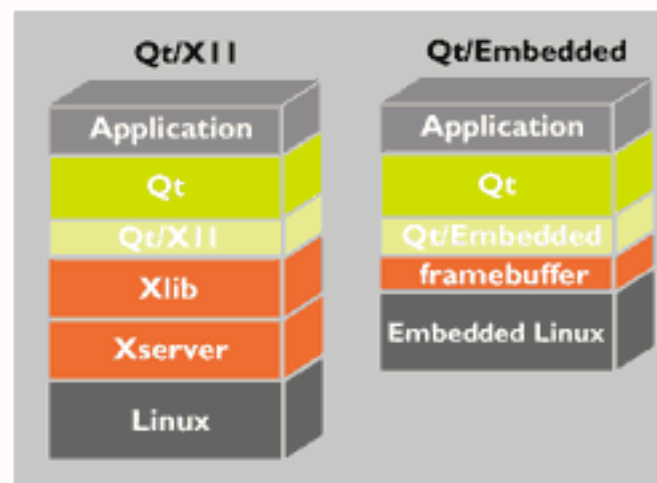 Qt/X11
Application
Qt
Qt/X11
Xlib
Xserver
Linux
Qt/Embedded
Application
Qt
Qt/Embedded
framebuffer
Embedded Linux